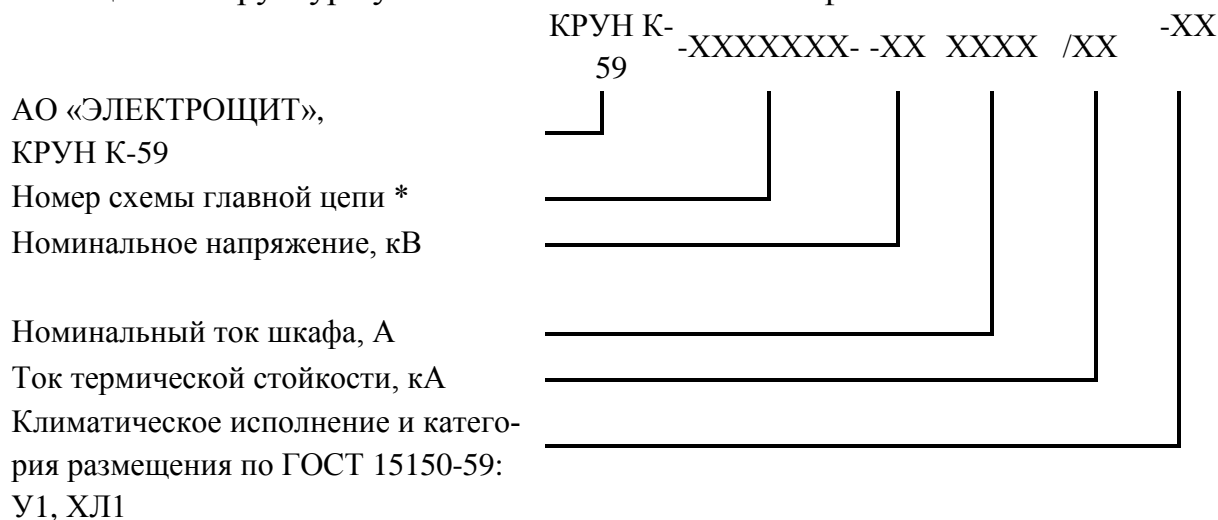 КРУН К-59 -XXXXXXX- -XX XXXX /XX -XX
АО «ЭЛЕКТРОЩИТ»,
КРУН К-59
Номер схемы главной цепи *
Номинальное напряжение, кВ
Номинальный ток шкафа, А
Ток термической стойкости, кА
Климатическое исполнение и катего-
рия размещения по ГОСТ 15150-59:
У1, ХЛ1